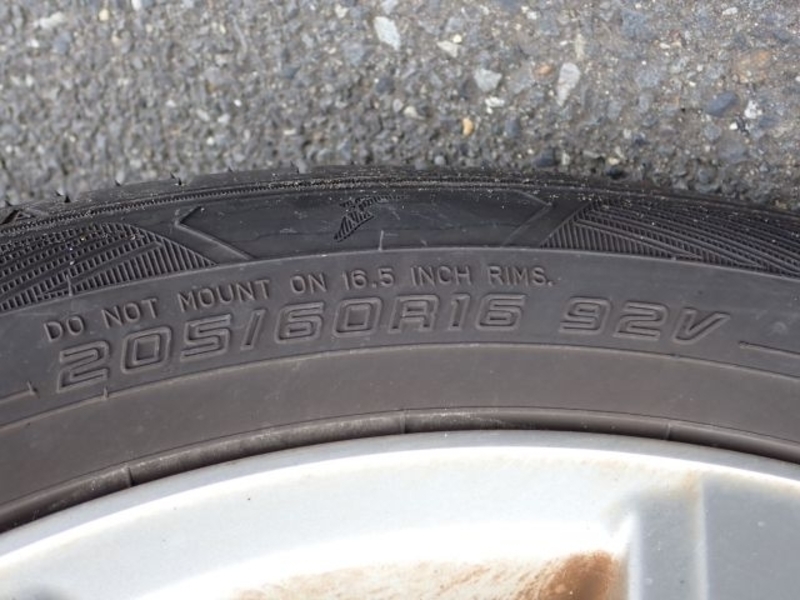 DO NOT MOUNT ON 16.5 INCH RIMS.
205/60R16 92V